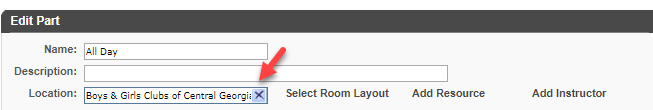 Edit Part
Name: All Day
Description:
Location: Boys & Girls Clubs of Central Georgia Select Room Layout Add Resource Add Instructor